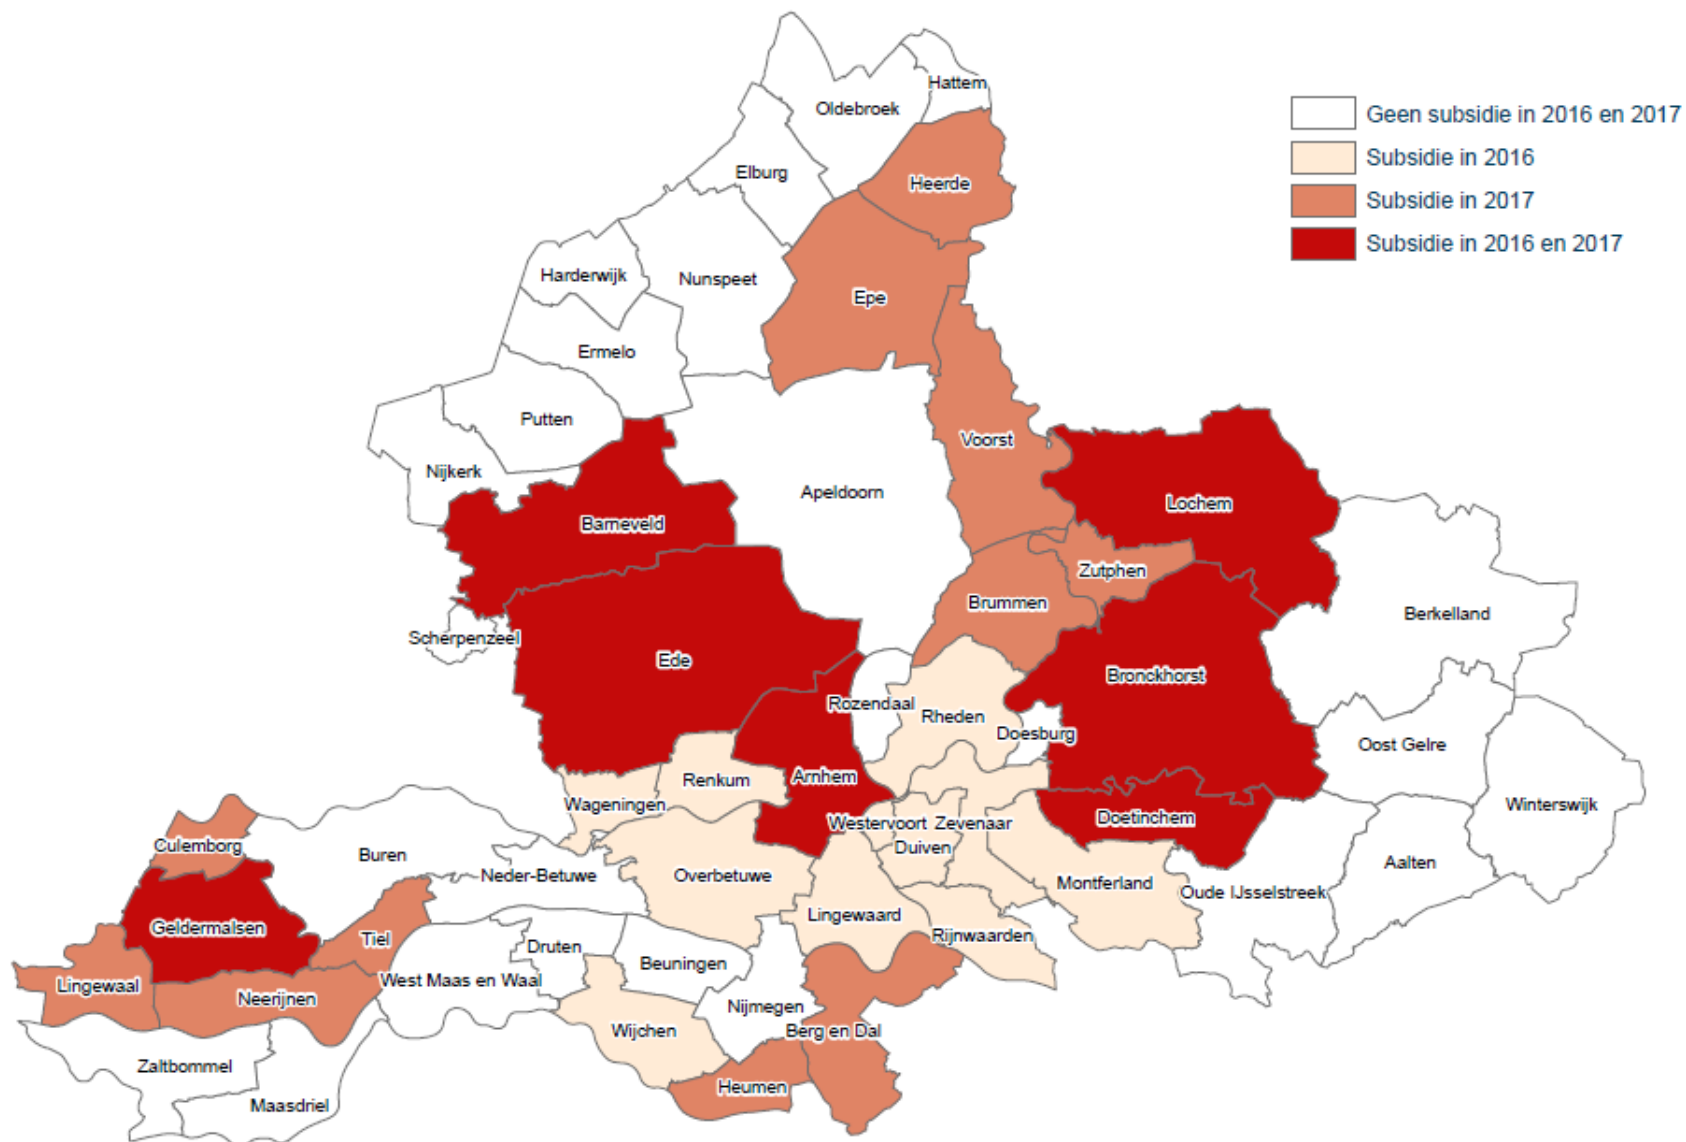 Hattem
Oldebroek
Geen subsidie in 2016 en 2017
Subsidie in 2016
Elburg
Heerde
Subsidie in 2017
Subsidie in 2016 en 2017
Harderwijk
Nunspeet
Epe
Ermelo
Putten
Voorst
Nijkerk
Apeldoorn
Lochem
Barneveld
Zutphen
Brummen
Berkelland
Scherpenzeel
Ede
Bronckhorst
Rozendaal
Rheden
Doesburg
Oost Gelre
Renkum
Arnhem
Wageningen
Winterswijk
Westervoort
Zevenaar
Doetinchem
Culemborg
Buren
Duiven
Neder-Betuwe
Overbetuwe
Montferland
Oude IJsselstreek
Aalten
Geldermalsen
Lingewaard
Tiel
Druten
Rijnwaarden
Beuningen
West Maas en Waal
Lingewaal
Neerijnen
Nijmegen
Wijchen
Berg en Dal
Zaltbommel
Heumen
Maasdriel